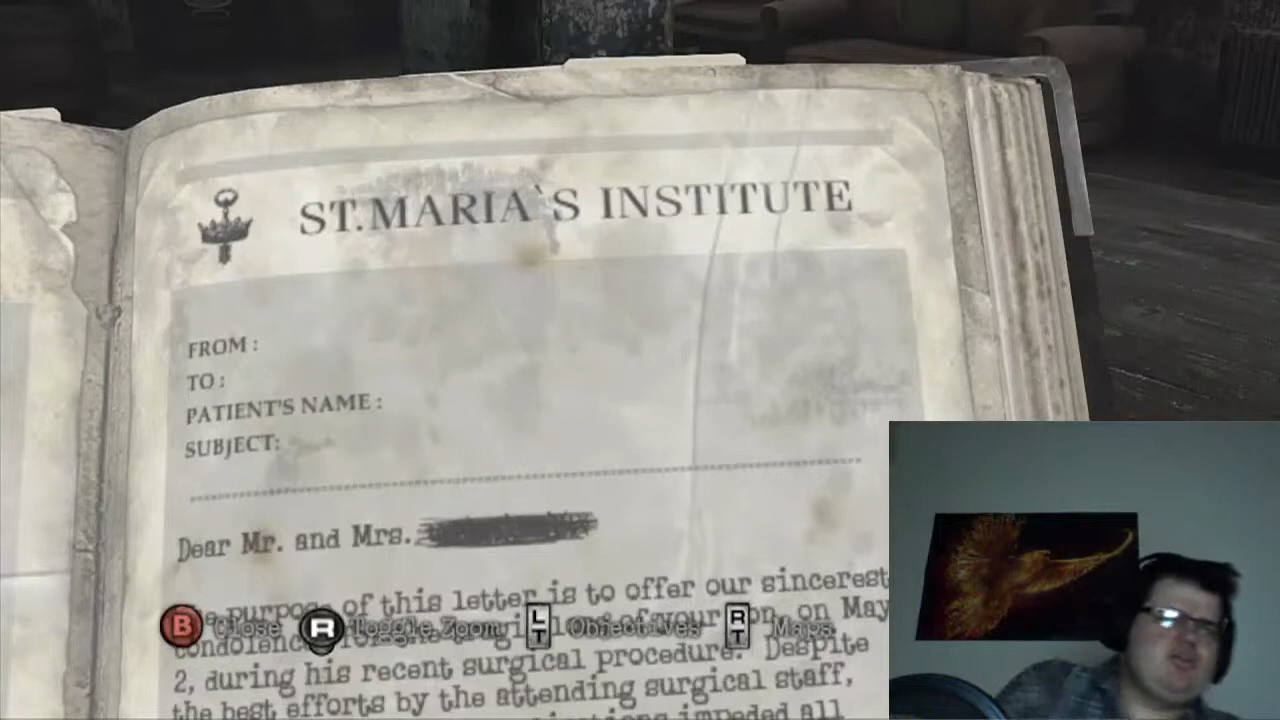 ST.MARIA`S INSTITUTE
FROM :
TO :
PATIENT'S NAME :
SUBJECT:
Dear Mr. and Mrs.
purpose of this letter is to offer our sincerest
of your son, on May
2, during his recent surgical procedure. Despite
the best efforts by the attending surgical staff,
impeded all
B Close R Toggle Zoom LT Objectives RT Maps